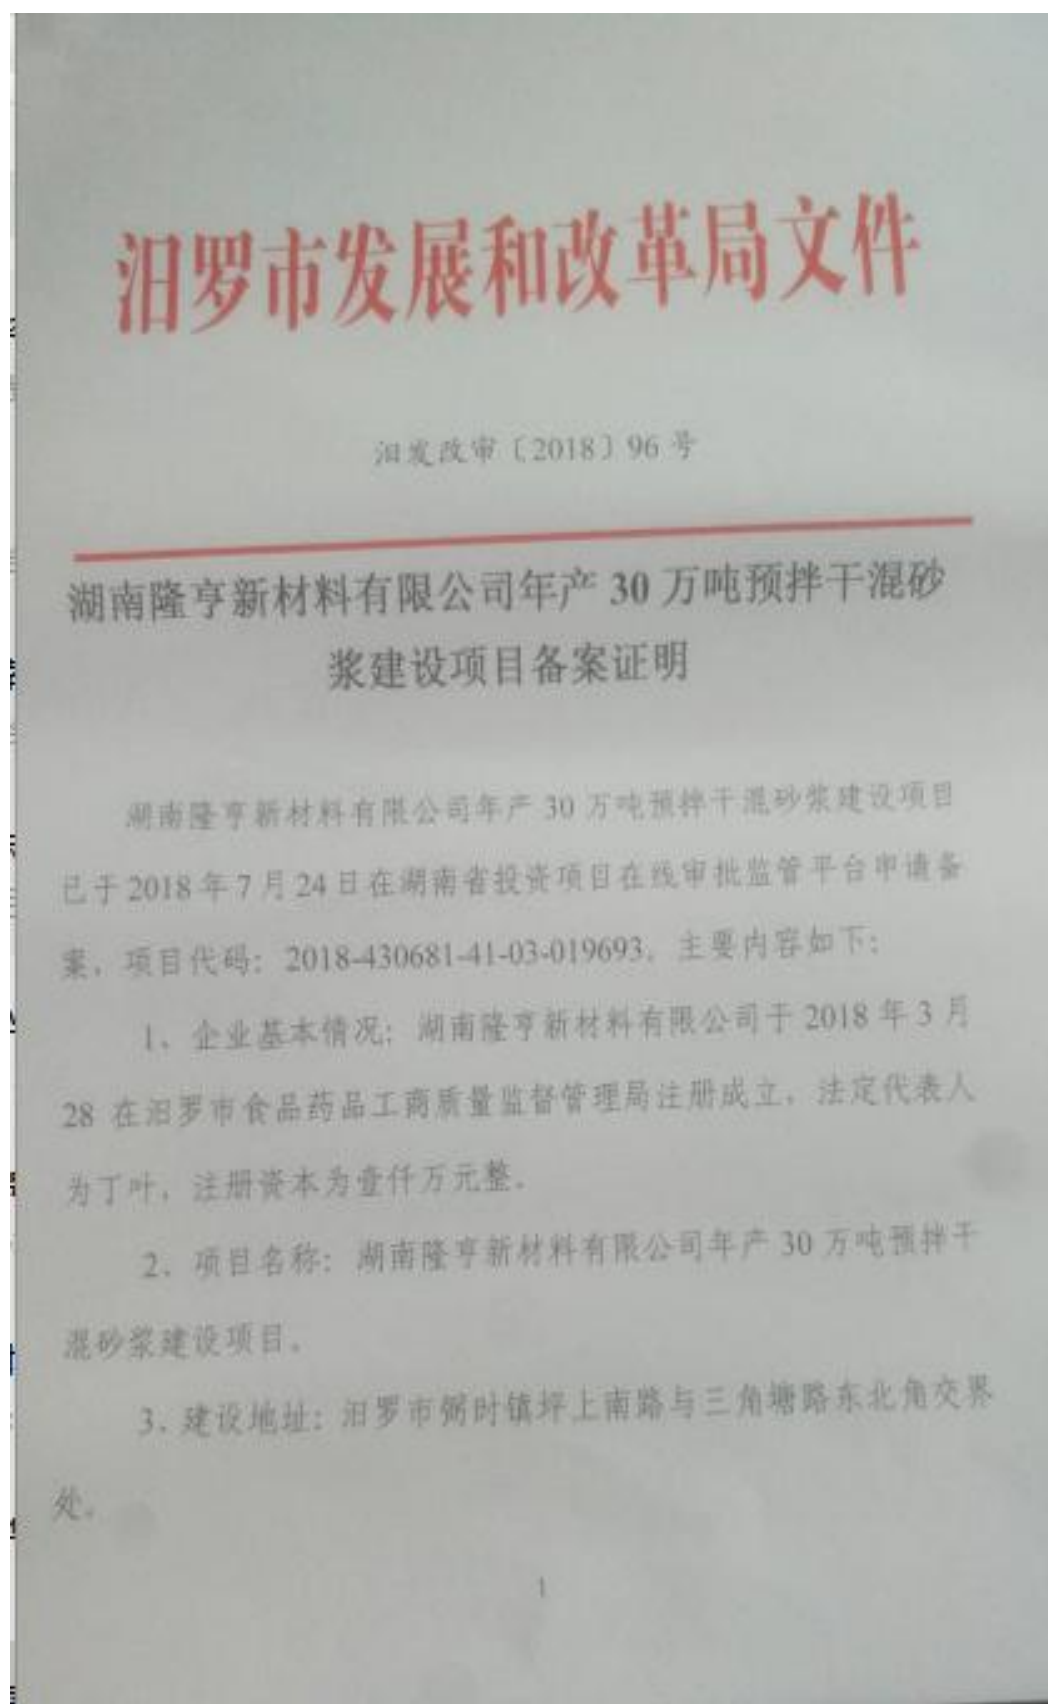 汨罗市发展和改革局文件
汨发改审〔2018〕96号
湖南隆亨新材料有限公司年产30万吨预拌干混砂
浆建设项目备案证明
湖南隆亨新材料有限公司年产30万吨预拌干混砂浆建设项目
已于2018年7月24日在湖南省投资项目在线审批监管平台申请备
案，项目代码：2018-430681-41-03-019693。主要内容如下：
1、企业基本情况：湖南隆亨新材料有限公司于2018年3月
28在汨罗市食品药品工商质量监督管理局注册成立，法定代表人
为丁叶，注册资本为壹仟万元整。
2、项目名称：湖南隆亨新材料有限公司年产30万吨预拌干
混砂浆建设项目。
3、建设地址：汨罗市弼时镇坪上南路与三角塘路东北角交界
处。
1